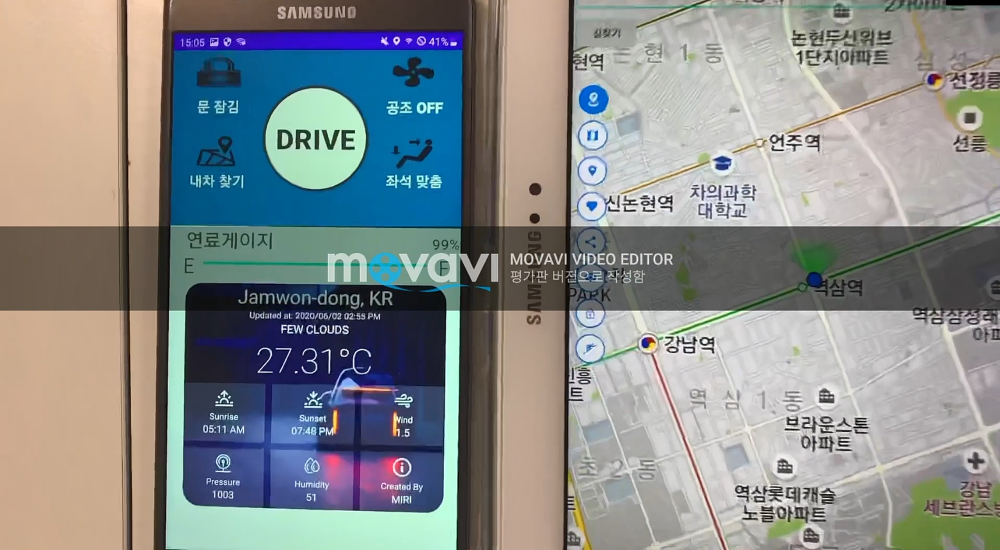 SAMSUNG
15:05
41%
문 잠김
공조 OFF
DRIVE
내차 찾기
좌석 맞춤
연료게이지
99%
E
F
Jamwon-dong, KR
Updated at: 2020/06/02 02:55 PM
FEW CLOUDS
27.31°C
Sunrise
05:11 AM
Sunset
07:48 PM
Wind
1.5
Pressure
1003
Humidity
51
Created By
MIRI
movavi
MOVAVI VIDEO EDITOR
평가판 버전으로 작성함
SAMSUNG
길찾기
현역
논 현 1 동
논현두산위브
1단지아파트
선정릉
선릉
언주역
차의과학
대학교
신논현역
PARK
역삼역
강남역
역 삼 1 동
브라운스톤
아파트
초 2 동
역삼롯데캐슬
노블아파트
강남
세브란스